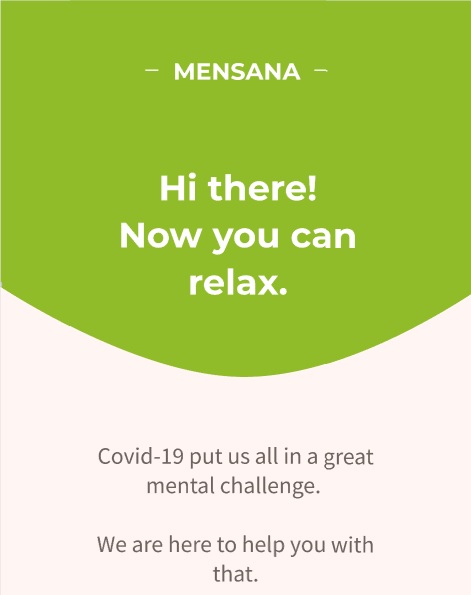 – MENSANA –
Hi there!
Now you can
relax.
Covid-19 put us all in a great
mental challenge.
We are here to help you with
that.